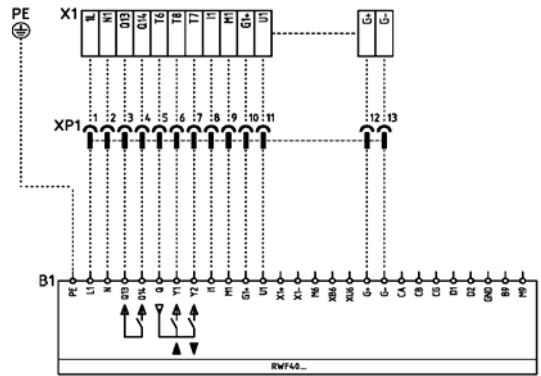 PE
X1
1L N1 Q13 Q14 T6 T8 T7 I1 M1 G1+ U1 G+ G-
1 2 3 4 5 6 7 8 9 10 11 12 13
XP1
B1
PE L1 N Q13 Q14 Q Y1 Y2 I1 M1 G1+ U1 X1+ X1- M6 XB6 XU6 G+ G- CA CB CG D1 D2 GND B9 M9
RWF40...